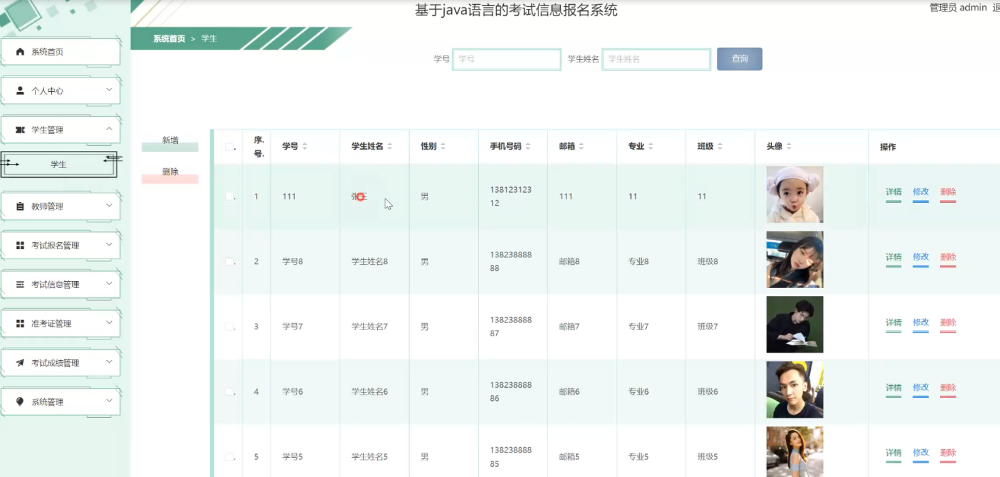 基于java语言的考试信息报名系统
管理员 admin 退
系统首页
个人中心
学生管理
学生
教师管理
考试报名管理
考试信息管理
准考证管理
考试成绩管理
系统管理
系统首页 > 学生
学号 学号 学生姓名 学生姓名 查询
新增
删除
序.号. 学号 学生姓名 性别 手机号码 邮箱 专业 班级 头像 操作
1 111 张三 男 13812312312 111 11 11 详情 修改 删除
2 学号8 学生姓名8 男 13823888888 邮箱8 专业8 班级8 详情 修改 删除
3 学号7 学生姓名7 男 13823888887 邮箱7 专业7 班级7 详情 修改 删除
4 学号6 学生姓名6 男 13823888886 邮箱6 专业6 班级6 详情 修改 删除
5 学号5 学生姓名5 男 13823888885 邮箱5 专业5 班级5 详情 修改 删除